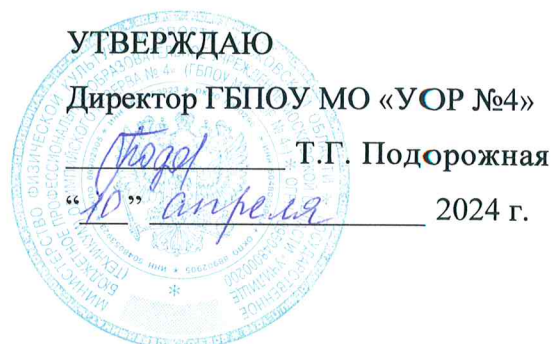 УТВЕРЖДАЮ
Директор ГБПОУ МО «УОР №4»
Т.Г. Подорожная
“10” апреля 2024 г.